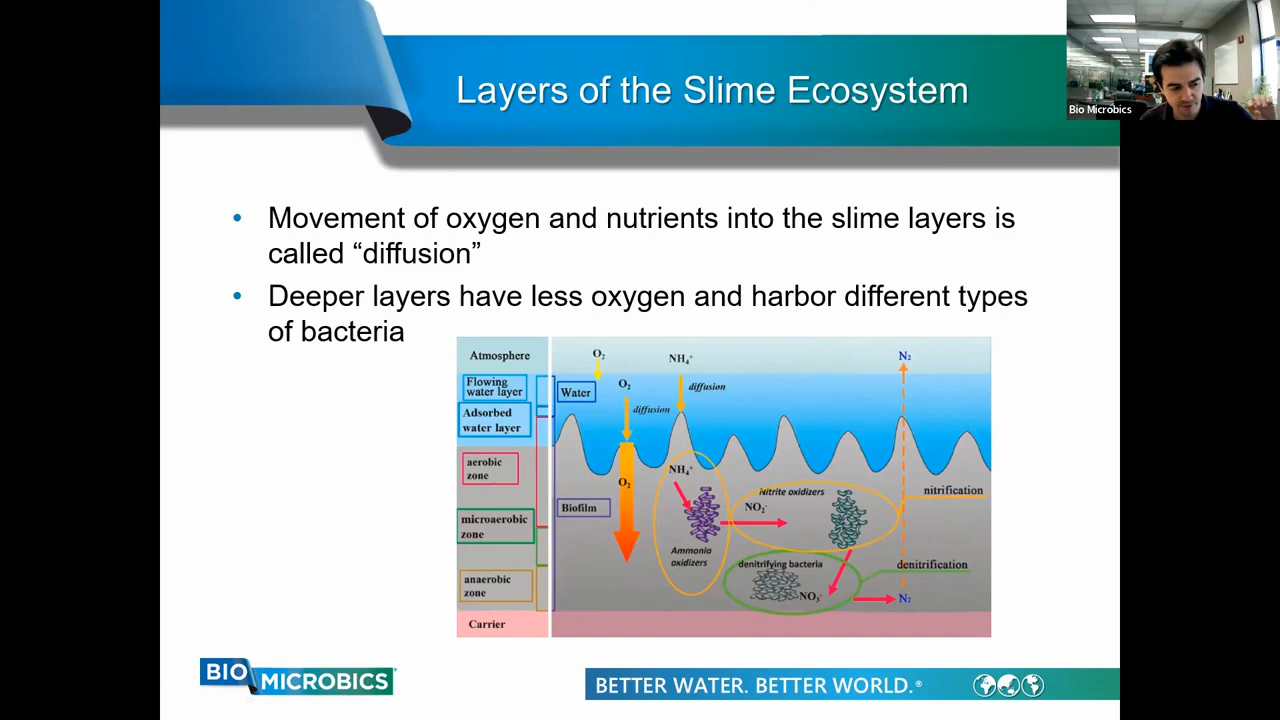 Layers of the Slime Ecosystem
Bio Microbics
• Movement of oxygen and nutrients into the slime layers is
called “diffusion”
• Deeper layers have less oxygen and harbor different types
of bacteria
Atmosphere
O₂
NH₄⁺
N₂
Flowing
water layer
Water
O₂
diffusion
Adsorbed
water layer
diffusion
aerobic
zone
NH₄⁺
O₂
Nitrite oxidizers
nitrification
Biofilm
NO₂⁻
microaerobic
zone
Ammonia
oxidizers
denitrifying bacteria
denitrification
anaerobic
zone
NO₃⁻
N₂
Carrier
BIO MICROBICS®
BETTER WATER. BETTER WORLD.®